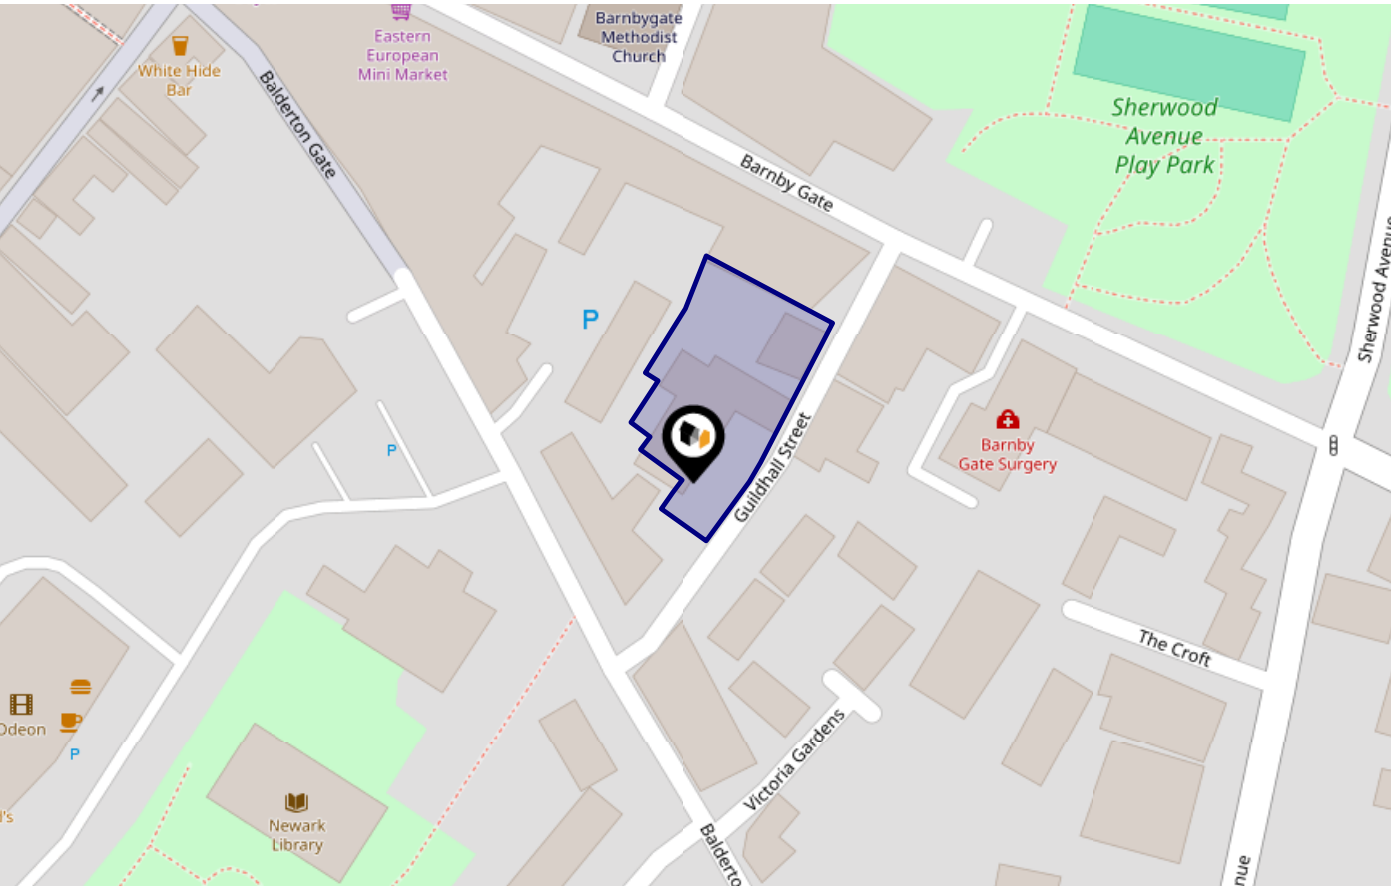 Barnbygate
Methodist
Church
Eastern
European
Mini Market
White Hide
Bar
Balderton Gate
Sherwood
Avenue
Play Park
Barnby Gate
Sherwood Avenue
P
P
Guildhall Street
Barnby
Gate Surgery
The Croft
Odeon
P
Victoria Gardens
Newark
Library
l's
Balderto
nue